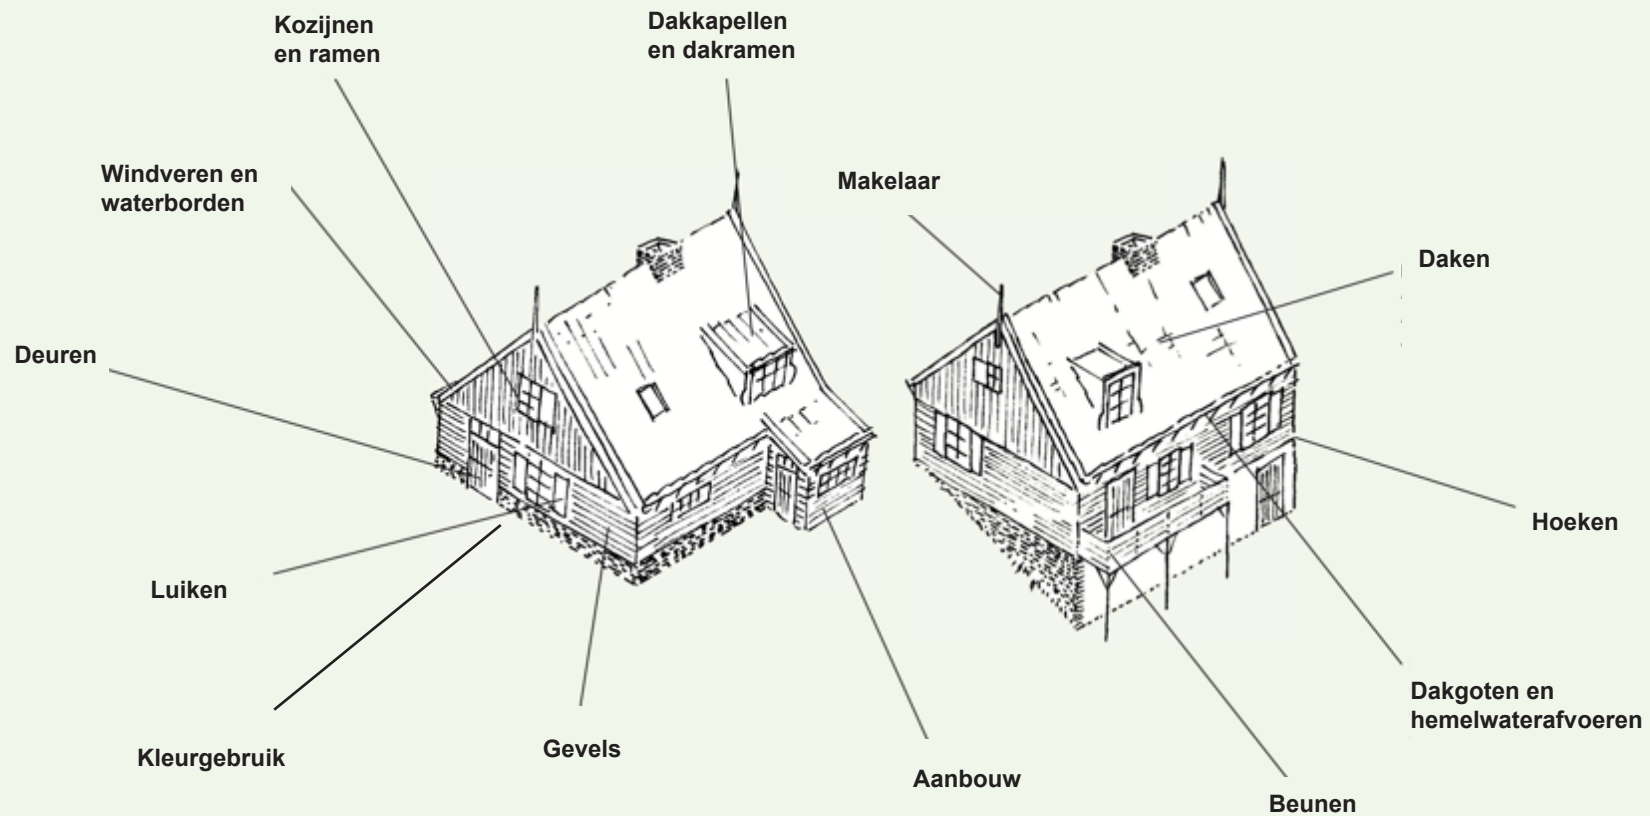 Kozijnen
en ramen
Dakkapellen
en dakramen
Windveren en
waterborden
Makelaar
Daken
Deuren
Hoeken
Luiken
Dakgoten en
hemelwaterafvoeren
Kleurgebruik
Gevels
Aanbouw
Beunen